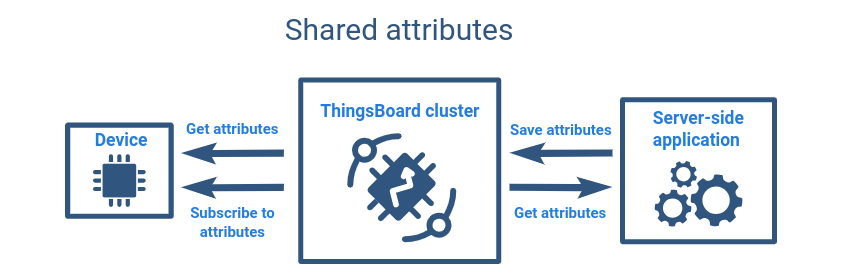 Shared attributes
Device
Get attributes
Subscribe to
attributes
ThingsBoard cluster
Save attributes
Get attributes
Server-side
application